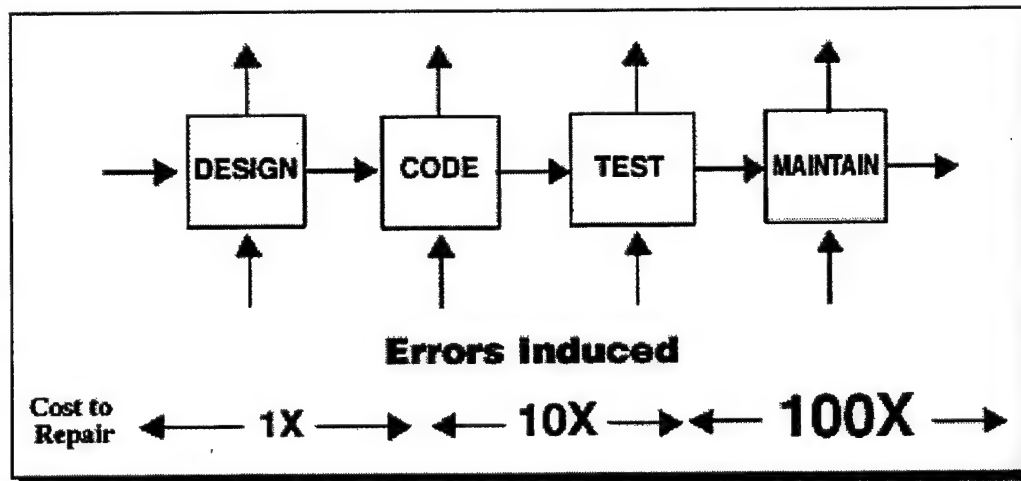 DESIGN CODE TEST MAINTAIN
Errors Induced
Cost to
Repair 1X 10X 100X